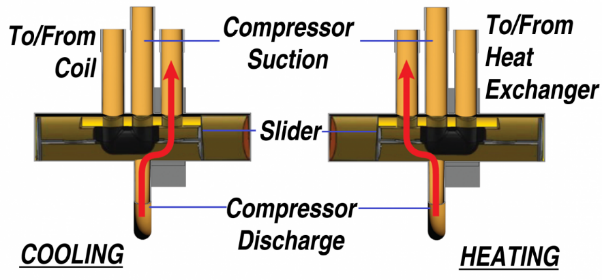 To/From
Coil
Compressor
Suction
To/From
Heat
Exchanger
Slider
Compressor
Discharge
COOLING
HEATING